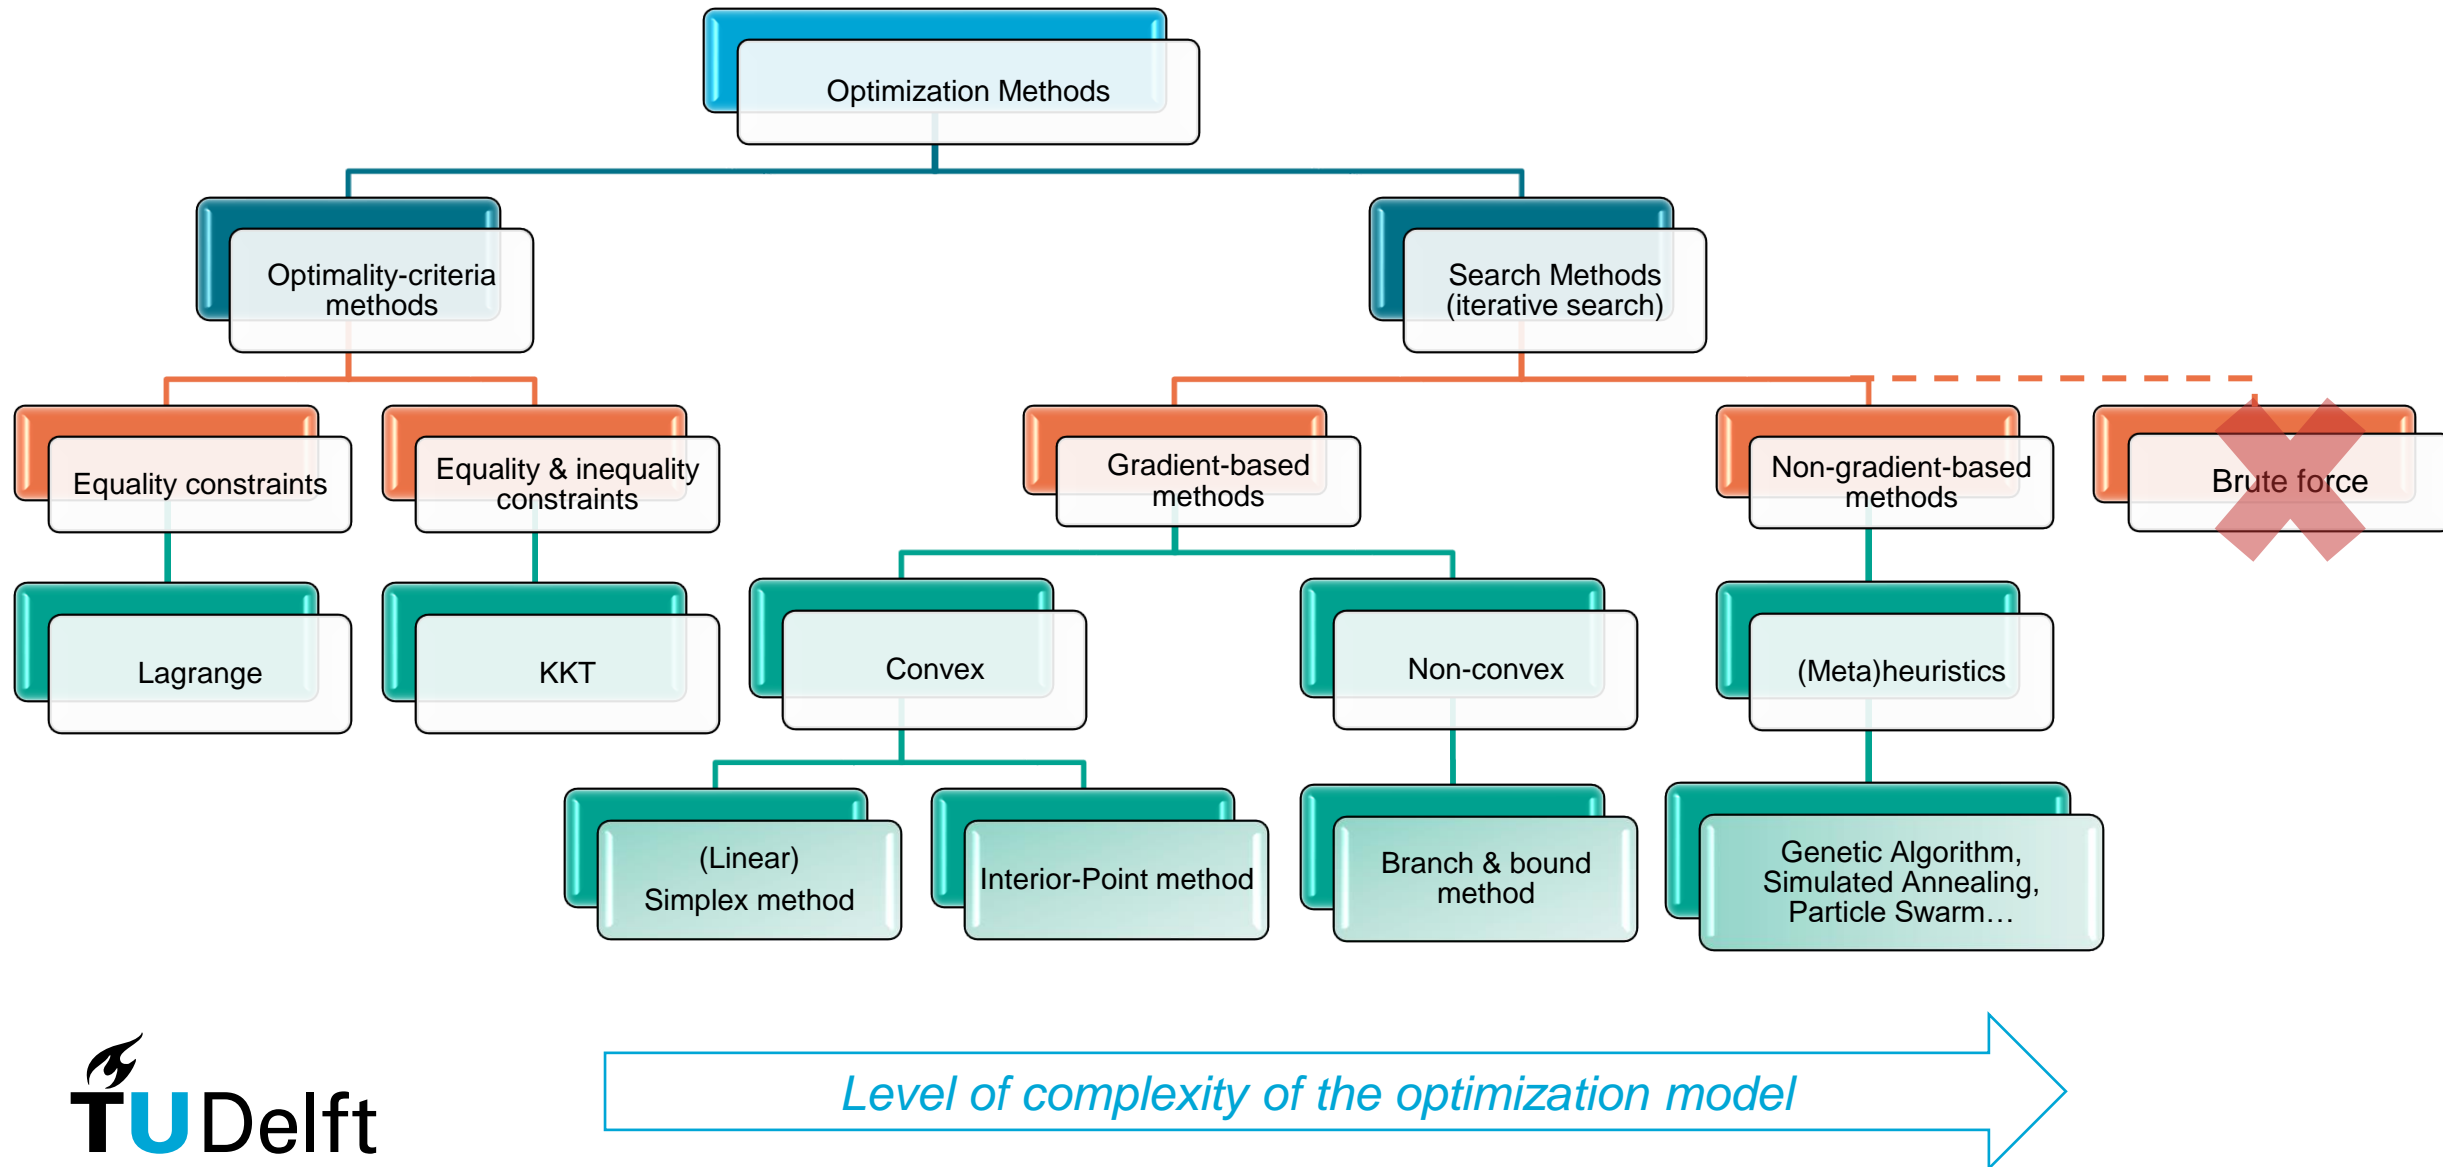 Optimization Methods
Optimality-criteria
methods
Search Methods
(iterative search)
Equality constraints
Equality & inequality
constraints
Gradient-based
methods
Non-gradient-based
methods
Brute force
Lagrange
KKT
Convex
Non-convex
(Meta)heuristics
(Linear)
Simplex method
Interior-Point method
Branch & bound
method
Genetic Algorithm,
Simulated Annealing,
Particle Swarm…
Level of complexity of the optimization model
TUDelft